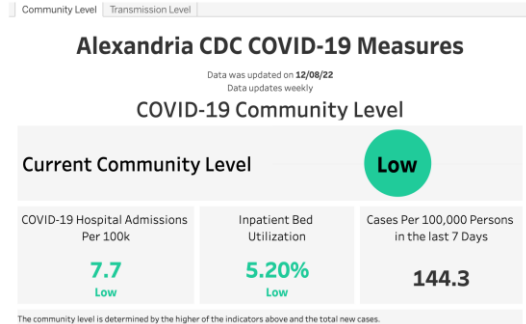 Community Level
Transmission Level
Alexandria CDC COVID-19 Measures
Data was updated on 12/08/22
Data updates weekly
COVID-19 Community Level
Current Community Level
Low
COVID-19 Hospital Admissions
Per 100k
7.7
Low
Inpatient Bed
Utilization
5.20%
Low
Cases Per 100,000 Persons
in the last 7 Days
144.3
The community level is determined by the higher of the indicators above and the total new cases.